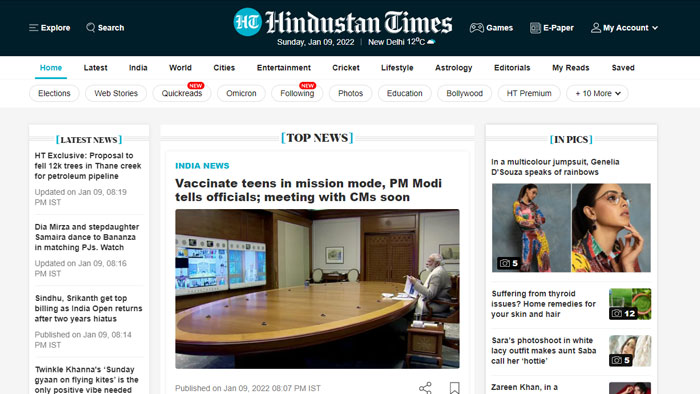 Explore
Search
HT Hindustan Times
Sunday, Jan 09, 2022 | New Delhi 12°C
Games
E-Paper
My Account
Home Latest India World Cities Entertainment Cricket Lifestyle Astrology Editorials My Reads Saved
Elections Web Stories Quickreads NEW Omicron Following NEW Photos Education Bollywood HT Premium + 10 More
[LATEST NEWS]
HT Exclusive: Proposal to
fell 12k trees in Thane creek
for petroleum pipeline
Updated on Jan 09, 08:19
PM IST
Dia Mirza and stepdaughter
Samaira dance to Bananza
in matching PJs. Watch
Updated on Jan 09, 08:16
PM IST
Sindhu, Srikanth get top
billing as India Open returns
after two years hiatus
Published on Jan 09, 08:14
PM IST
Twinkle Khanna's 'Sunday
gyaan on flying kites' is the
only positive vibe needed
[TOP NEWS]
INDIA NEWS
Vaccinate teens in mission mode, PM Modi
tells officials; meeting with CMs soon
Published on Jan 09, 2022 08:07 PM IST
[IN PICS]
In a multicolour jumpsuit, Genelia
D'Souza speaks of rainbows
5
Suffering from thyroid
issues? Home remedies for
your skin and hair
12
Sara's photoshoot in white
lacy outfit makes aunt Saba
call her 'hottie'
5
Zareen Khan, in a